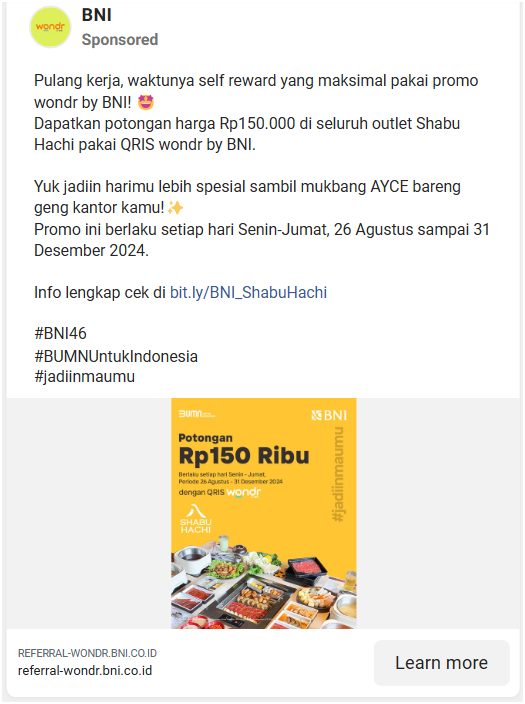 wondr
BNI
Sponsored
Pulang kerja, waktunya self reward yang maksimal pakai promo
wondr by BNI! 🤩
Dapatkan potongan harga Rp150.000 di seluruh outlet Shabu
Hachi pakai QRIS wondr by BNI.
Yuk jadiin harimu lebih spesial sambil mukbang AYCE bareng
geng kantor kamu!✨
Promo ini berlaku setiap hari Senin-Jumat, 26 Agustus sampai 31
Desember 2024.
Info lengkap cek di bit.ly/BNI_ShabuHachi
#BNI46
#BUMNUntukIndonesia
#jadiinmaumu
BUMN
BNI
Potongan
Rp150 Ribu
Berlaku setiap hari Senin - Jumat,
Periode 26 Agustus - 31 Desember 2024
dengan QRIS wondr
#jadiinmaumu
SHABU
HACHI
REFERRAL-WONDR.BNI.CO.ID
referral-wondr.bni.co.id
Learn more